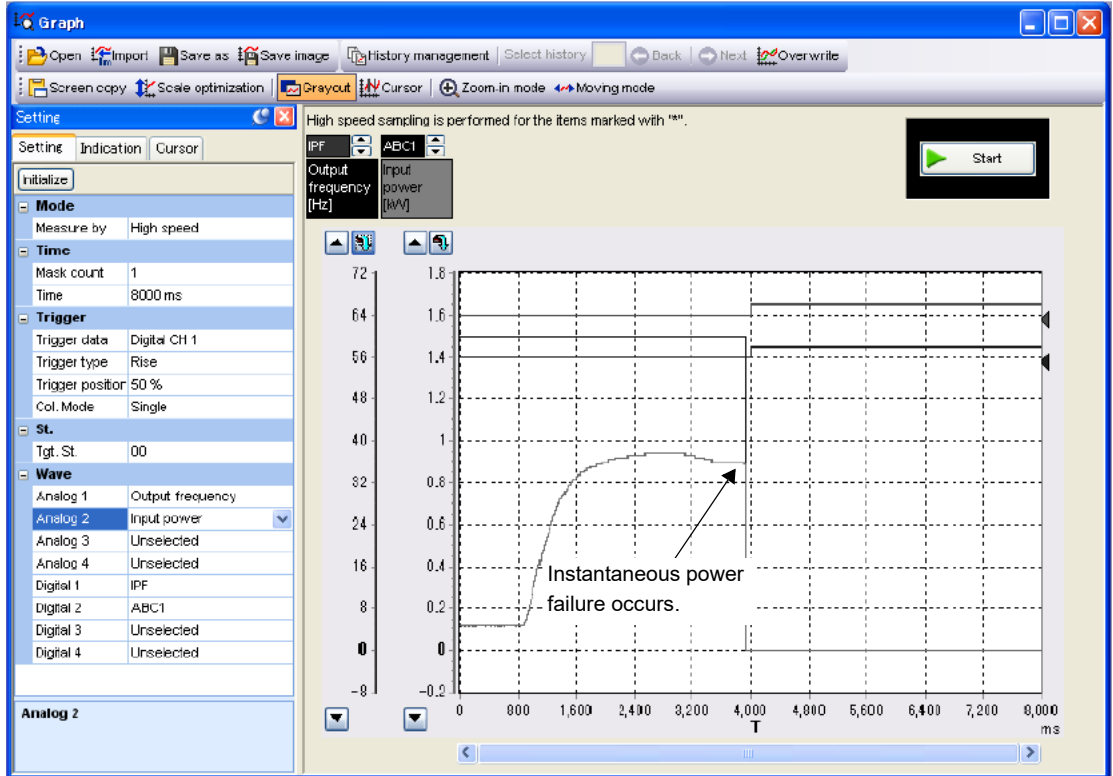 Graph
Open Import Save as Save image History management Select history Back Next Overwrite
Screen copy Scale optimization Grayout Cursor Zoom-in mode Moving mode
Setting
Setting Indication Cursor
Initialize
Mode
Measure by High speed
Time
Mask count 1
Time 8000 ms
Trigger
Trigger data Digital CH 1
Trigger type Rise
Trigger position 50 %
Col. Mode Single
St.
Tgt. St. 00
Wave
Analog 1 Output frequency
Analog 2 Input power
Analog 3 Unselected
Analog 4 Unselected
Digital 1 IPF
Digital 2 ABC1
Digital 3 Unselected
Digital 4 Unselected
Analog 2
High speed sampling is performed for the items marked with "*".
IPF ABC1
Output frequency [Hz]
Input power [kW]
Start
72 1.8
64 1.6
56 1.4
48 1.2
40 1
32 0.8
24 0.6
16 0.4
8 0.2
0 0
-8 -0.2
Instantaneous power
failure occurs.
0 800 1,600 2,400 3,200 4,000 4,800 5,600 6,400 7,200 8,000
T
ms